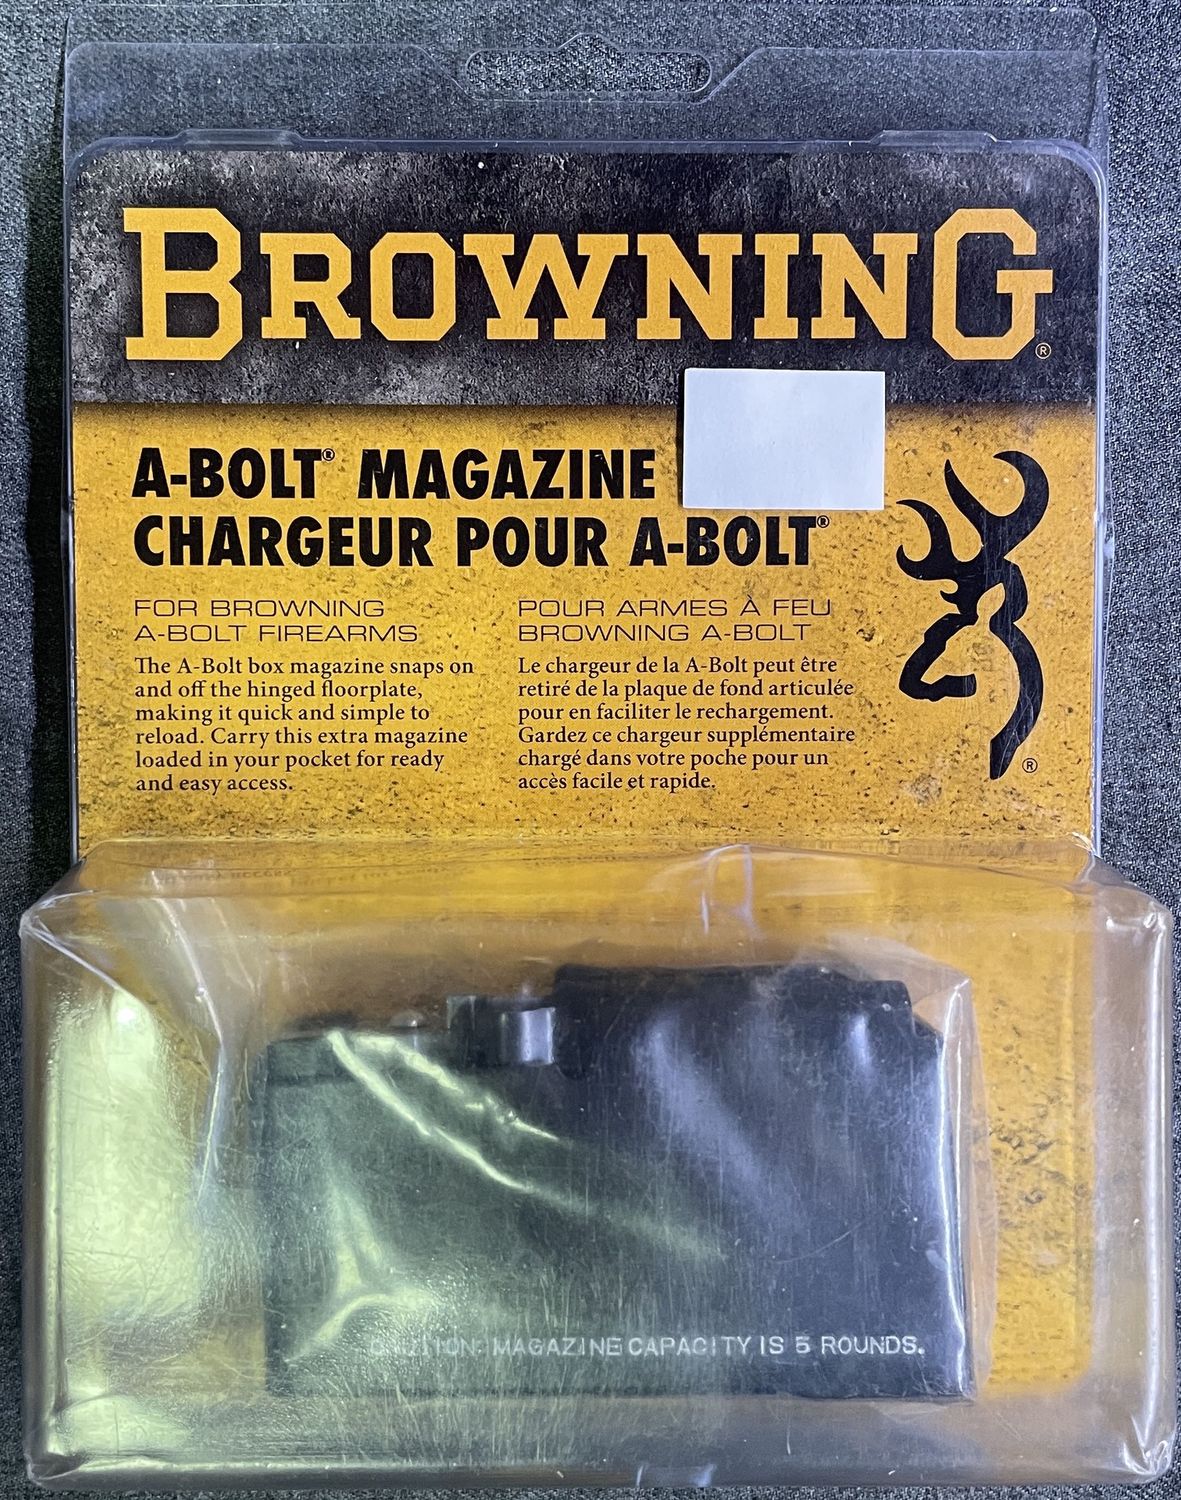 BROWNING®
A-BOLT® MAGAZINE
CHARGEUR POUR A-BOLT®
FOR BROWNING
A-BOLT FIREARMS
The A-Bolt box magazine snaps on
and off the hinged floorplate,
making it quick and simple to
reload. Carry this extra magazine
loaded in your pocket for ready
and easy access.
POUR ARMES À FEU
BROWNING A-BOLT
Le chargeur de la A-Bolt peut être
retiré de la plaque de fond articulée
pour en faciliter le rechargement.
Gardez ce chargeur supplémentaire
chargé dans votre poche pour un
accès facile et rapide.
®
CAUTION: MAGAZINE CAPACITY IS 5 ROUNDS.